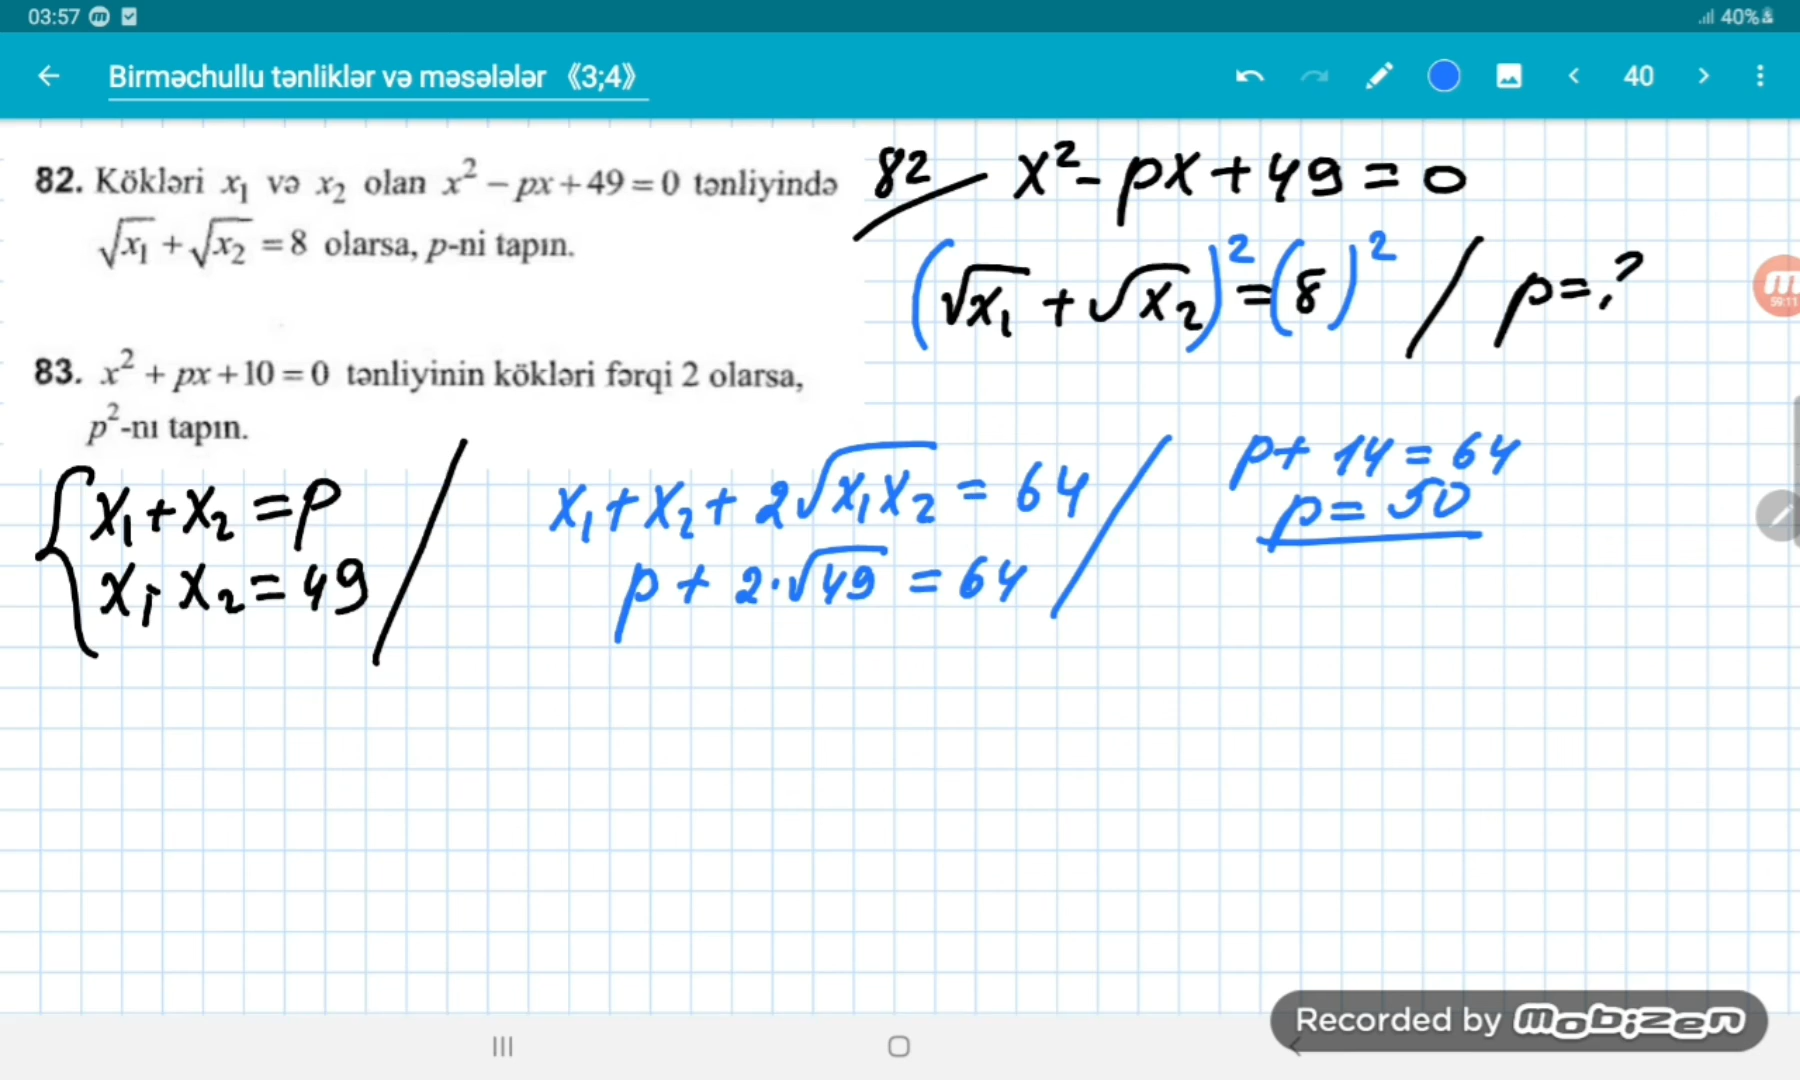 03:57
40%
Birməchullu tənliklər və məsələlər 《3;4》
40
82. Kökləri x₁ və x₂ olan x² − px + 49 = 0 tənliyində
√x₁ + √x₂ = 8 olarsa, p-ni tapın.
83. x² + px + 10 = 0 tənliyinin kökləri fərqi 2 olarsa,
p²-nı tapın.
82 x² - px + 49 = 0
(√x₁ + √x₂)² = (8)² / p = ?
59:11
x₁ + x₂ = p
x₁ · x₂ = 49
x₁ + x₂ + 2√x₁x₂ = 64
p + 2·√49 = 64
p + 14 = 64
p = 50
Recorded by mobizen